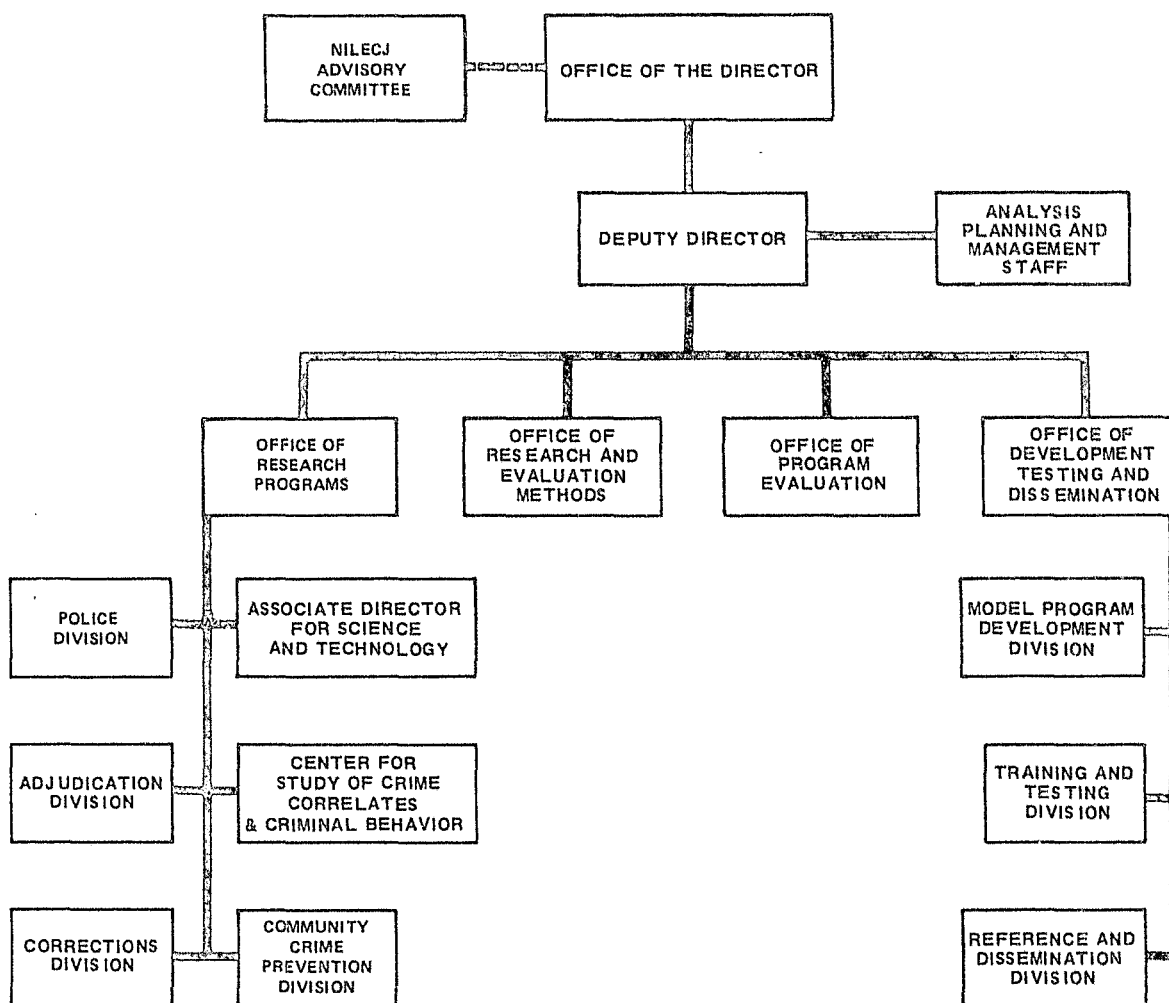 NILECJ
ADVISORY
COMMITTEE
OFFICE OF THE DIRECTOR
DEPUTY DIRECTOR
ANALYSIS
PLANNING AND
MANAGEMENT
STAFF
OFFICE OF
RESEARCH
PROGRAMS
OFFICE OF
RESEARCH AND
EVALUATION
METHODS
OFFICE OF
PROGRAM
EVALUATION
OFFICE OF
DEVELOPMENT
TESTING AND
DISSEMINATION
POLICE
DIVISION
ASSOCIATE DIRECTOR
FOR SCIENCE
AND TECHNOLOGY
MODEL PROGRAM
DEVELOPMENT
DIVISION
ADJUDICATION
DIVISION
CENTER FOR
STUDY OF CRIME
CORRELATES
& CRIMINAL BEHAVIOR
TRAINING AND
TESTING
DIVISION
CORRECTIONS
DIVISION
COMMUNITY
CRIME
PREVENTION
DIVISION
REFERENCE AND
DISSEMINATION
DIVISION